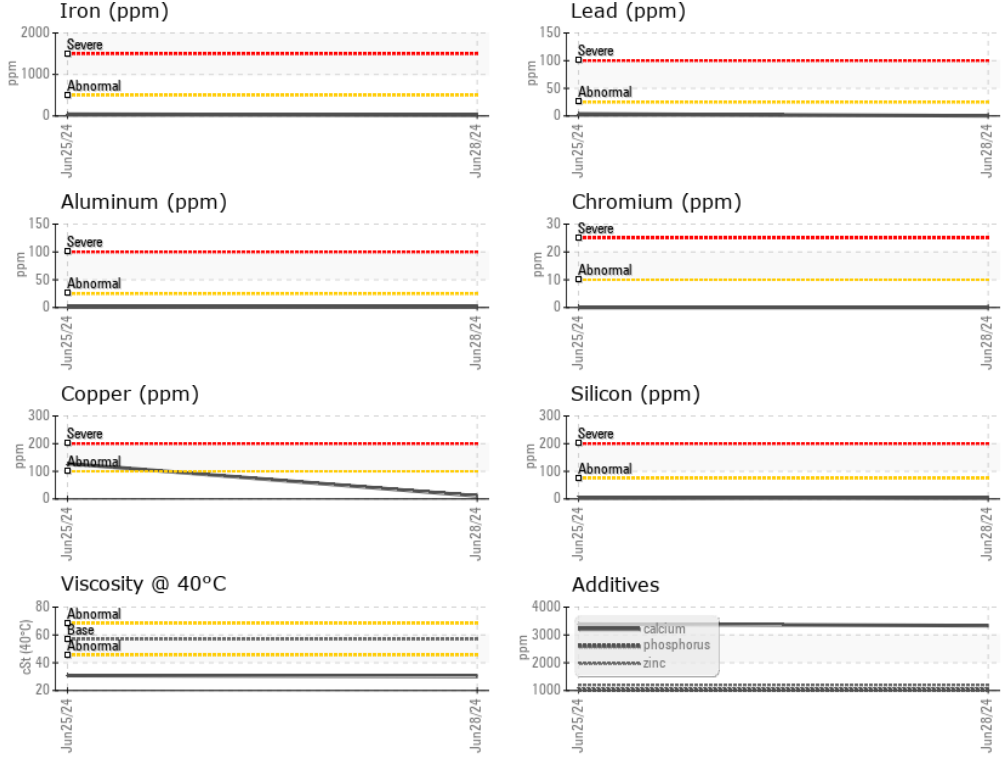 Iron (ppm)
2000
1000
0
ppm
Severe
Abnormal
Jun25/24
Jun28/24
Lead (ppm)
150
100
50
0
ppm
Severe
Abnormal
Jun25/24
Jun28/24
Aluminum (ppm)
150
100
50
0
ppm
Severe
Abnormal
Jun25/24
Jun28/24
Chromium (ppm)
30
20
10
0
ppm
Severe
Abnormal
Jun25/24
Jun28/24
Copper (ppm)
300
200
100
0
ppm
Severe
Abnormal
Jun25/24
Jun28/24
Silicon (ppm)
300
200
100
0
ppm
Severe
Abnormal
Jun25/24
Jun28/24
Viscosity @ 40°C
80
60
40
20
cSt (40°C)
Abnormal
Base
Abnormal
Jun25/24
Jun28/24
Additives
4000
3000
2000
1000
ppm
calcium
phosphorus
zinc
Jun25/24
Jun28/24